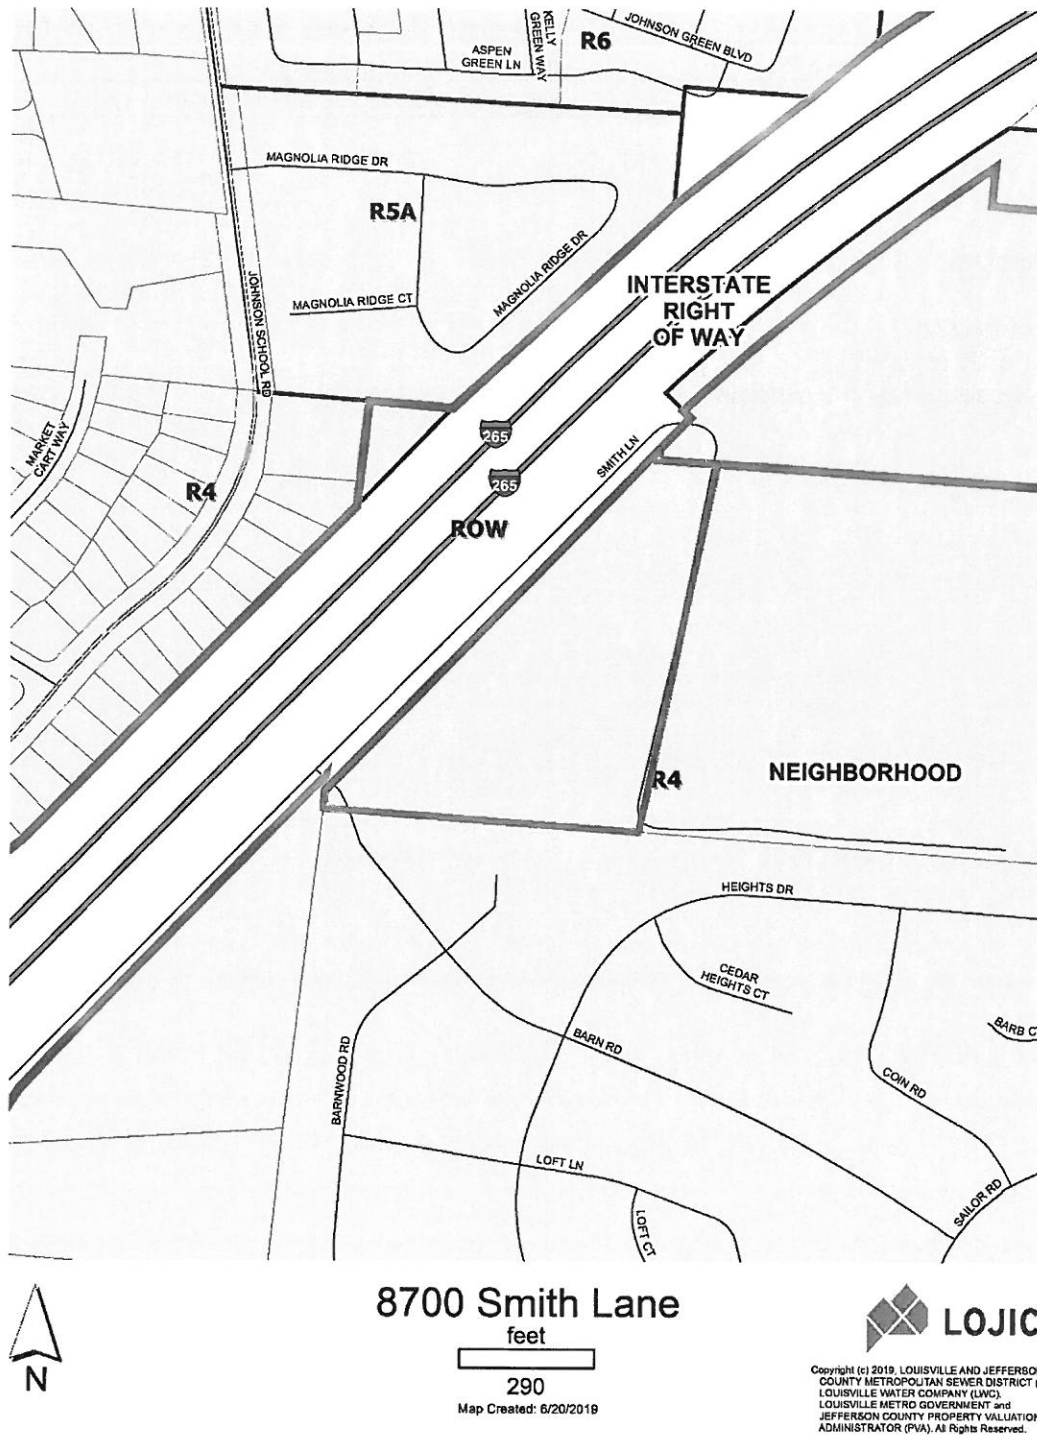 JOHNSON GREEN BLVD
KELLY
GREEN WAY
R6
ASPEN
GREEN LN
MAGNOLIA RIDGE DR
R5A
MAGNOLIA RIDGE DR
JOHNSON SCHOOL RD
MAGNOLIA RIDGE CT
INTERSTATE
RIGHT
OF WAY
MARKET
CART WAY
265
265
SMITH LN
R4
ROW
R4
NEIGHBORHOOD
HEIGHTS DR
CEDAR
HEIGHTS CT
BARNWOOD RD
BARN RD
BARB C
COIN RD
LOFT LN
LOFT CT
SAILOR RD
N
8700 Smith Lane
feet
290
Map Created: 6/20/2019
LOJIC
Copyright (c) 2019, LOUISVILLE AND JEFFERSO
COUNTY METROPOLITAN SEWER DISTRICT (
LOUISVILLE WATER COMPANY (LWC),
LOUISVILLE METRO GOVERNMENT and
JEFFERSON COUNTY PROPERTY VALUATION
ADMINISTRATOR (PVA). All Rights Reserved.